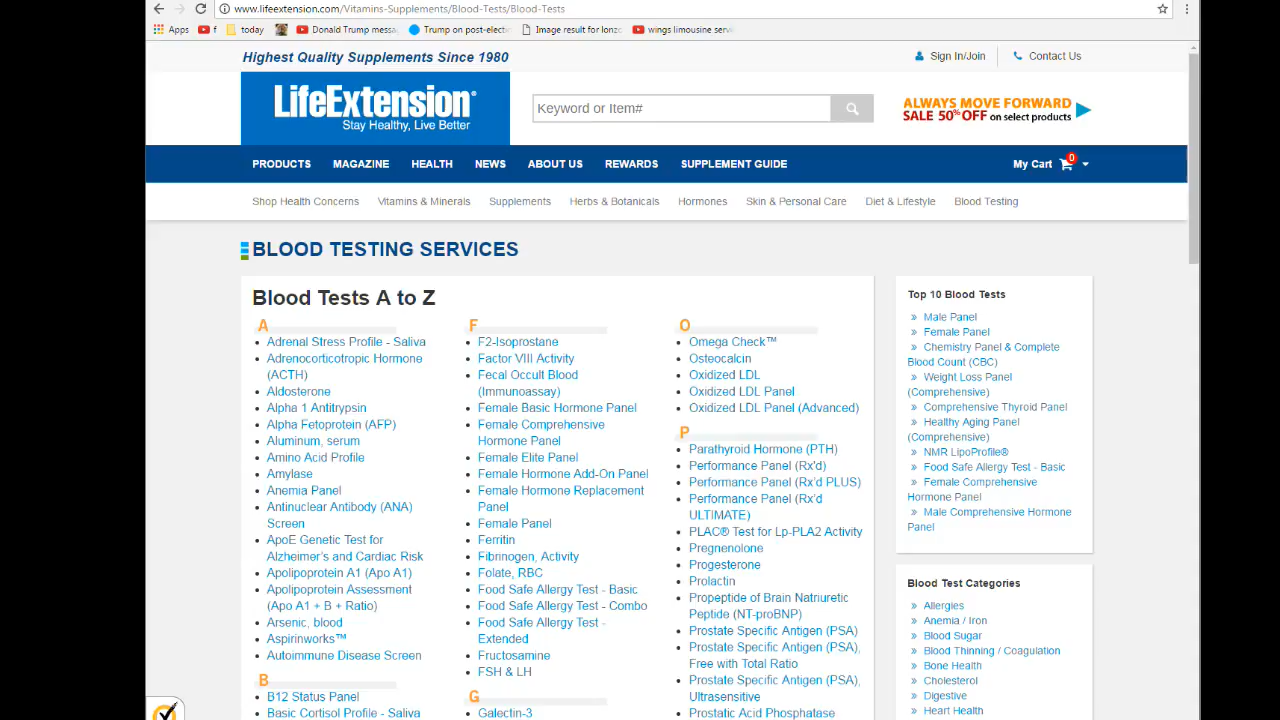 www.lifeextension.com/Vitamins-Supplements/Blood-Tests/Blood-Tests
Apps
f
today
Donald Trump messa
Trump on post-electi
Image result for lonzo
wings limousine serv
Highest Quality Supplements Since 1980
Sign In/Join
Contact Us
LifeExtension®
Stay Healthy, Live Better
Keyword or Item#
ALWAYS MOVE FORWARD
SALE 50% OFF on select products
PRODUCTS MAGAZINE HEALTH NEWS ABOUT US REWARDS SUPPLEMENT GUIDE
My Cart 0
Shop Health Concerns Vitamins & Minerals Supplements Herbs & Botanicals Hormones Skin & Personal Care Diet & Lifestyle Blood Testing
BLOOD TESTING SERVICES
Blood Tests A to Z
A
Adrenal Stress Profile - Saliva
Adrenocorticotropic Hormone
(ACTH)
Aldosterone
Alpha 1 Antitrypsin
Alpha Fetoprotein (AFP)
Aluminum, serum
Amino Acid Profile
Amylase
Anemia Panel
Antinuclear Antibody (ANA)
Screen
ApoE Genetic Test for
Alzheimer's and Cardiac Risk
Apolipoprotein A1 (Apo A1)
Apolipoprotein Assessment
(Apo A1 + B + Ratio)
Arsenic, blood
Aspirinworks™
Autoimmune Disease Screen
B
B12 Status Panel
Basic Cortisol Profile - Saliva
F
F2-Isoprostane
Factor VIII Activity
Fecal Occult Blood
(Immunoassay)
Female Basic Hormone Panel
Female Comprehensive
Hormone Panel
Female Elite Panel
Female Hormone Add-On Panel
Female Hormone Replacement
Panel
Female Panel
Ferritin
Fibrinogen, Activity
Folate, RBC
Food Safe Allergy Test - Basic
Food Safe Allergy Test - Combo
Food Safe Allergy Test -
Extended
Fructosamine
FSH & LH
G
Galectin-3
O
Omega Check™
Osteocalcin
Oxidized LDL
Oxidized LDL Panel
Oxidized LDL Panel (Advanced)
P
Parathyroid Hormone (PTH)
Performance Panel (Rx'd)
Performance Panel (Rx'd PLUS)
Performance Panel (Rx'd
ULTIMATE)
PLAC® Test for Lp-PLA2 Activity
Pregnenolone
Progesterone
Prolactin
Propeptide of Brain Natriuretic
Peptide (NT-proBNP)
Prostate Specific Antigen (PSA)
Prostate Specific Antigen (PSA),
Free with Total Ratio
Prostate Specific Antigen (PSA),
Ultrasensitive
Prostatic Acid Phosphatase
Top 10 Blood Tests
» Male Panel
» Female Panel
» Chemistry Panel & Complete
Blood Count (CBC)
» Weight Loss Panel
(Comprehensive)
» Comprehensive Thyroid Panel
» Healthy Aging Panel
(Comprehensive)
» NMR LipoProfile®
» Food Safe Allergy Test - Basic
» Female Comprehensive
Hormone Panel
» Male Comprehensive Hormone
Panel
Blood Test Categories
» Allergies
» Anemia / Iron
» Blood Sugar
» Blood Thinning / Coagulation
» Bone Health
» Cholesterol
» Digestive
» Heart Health